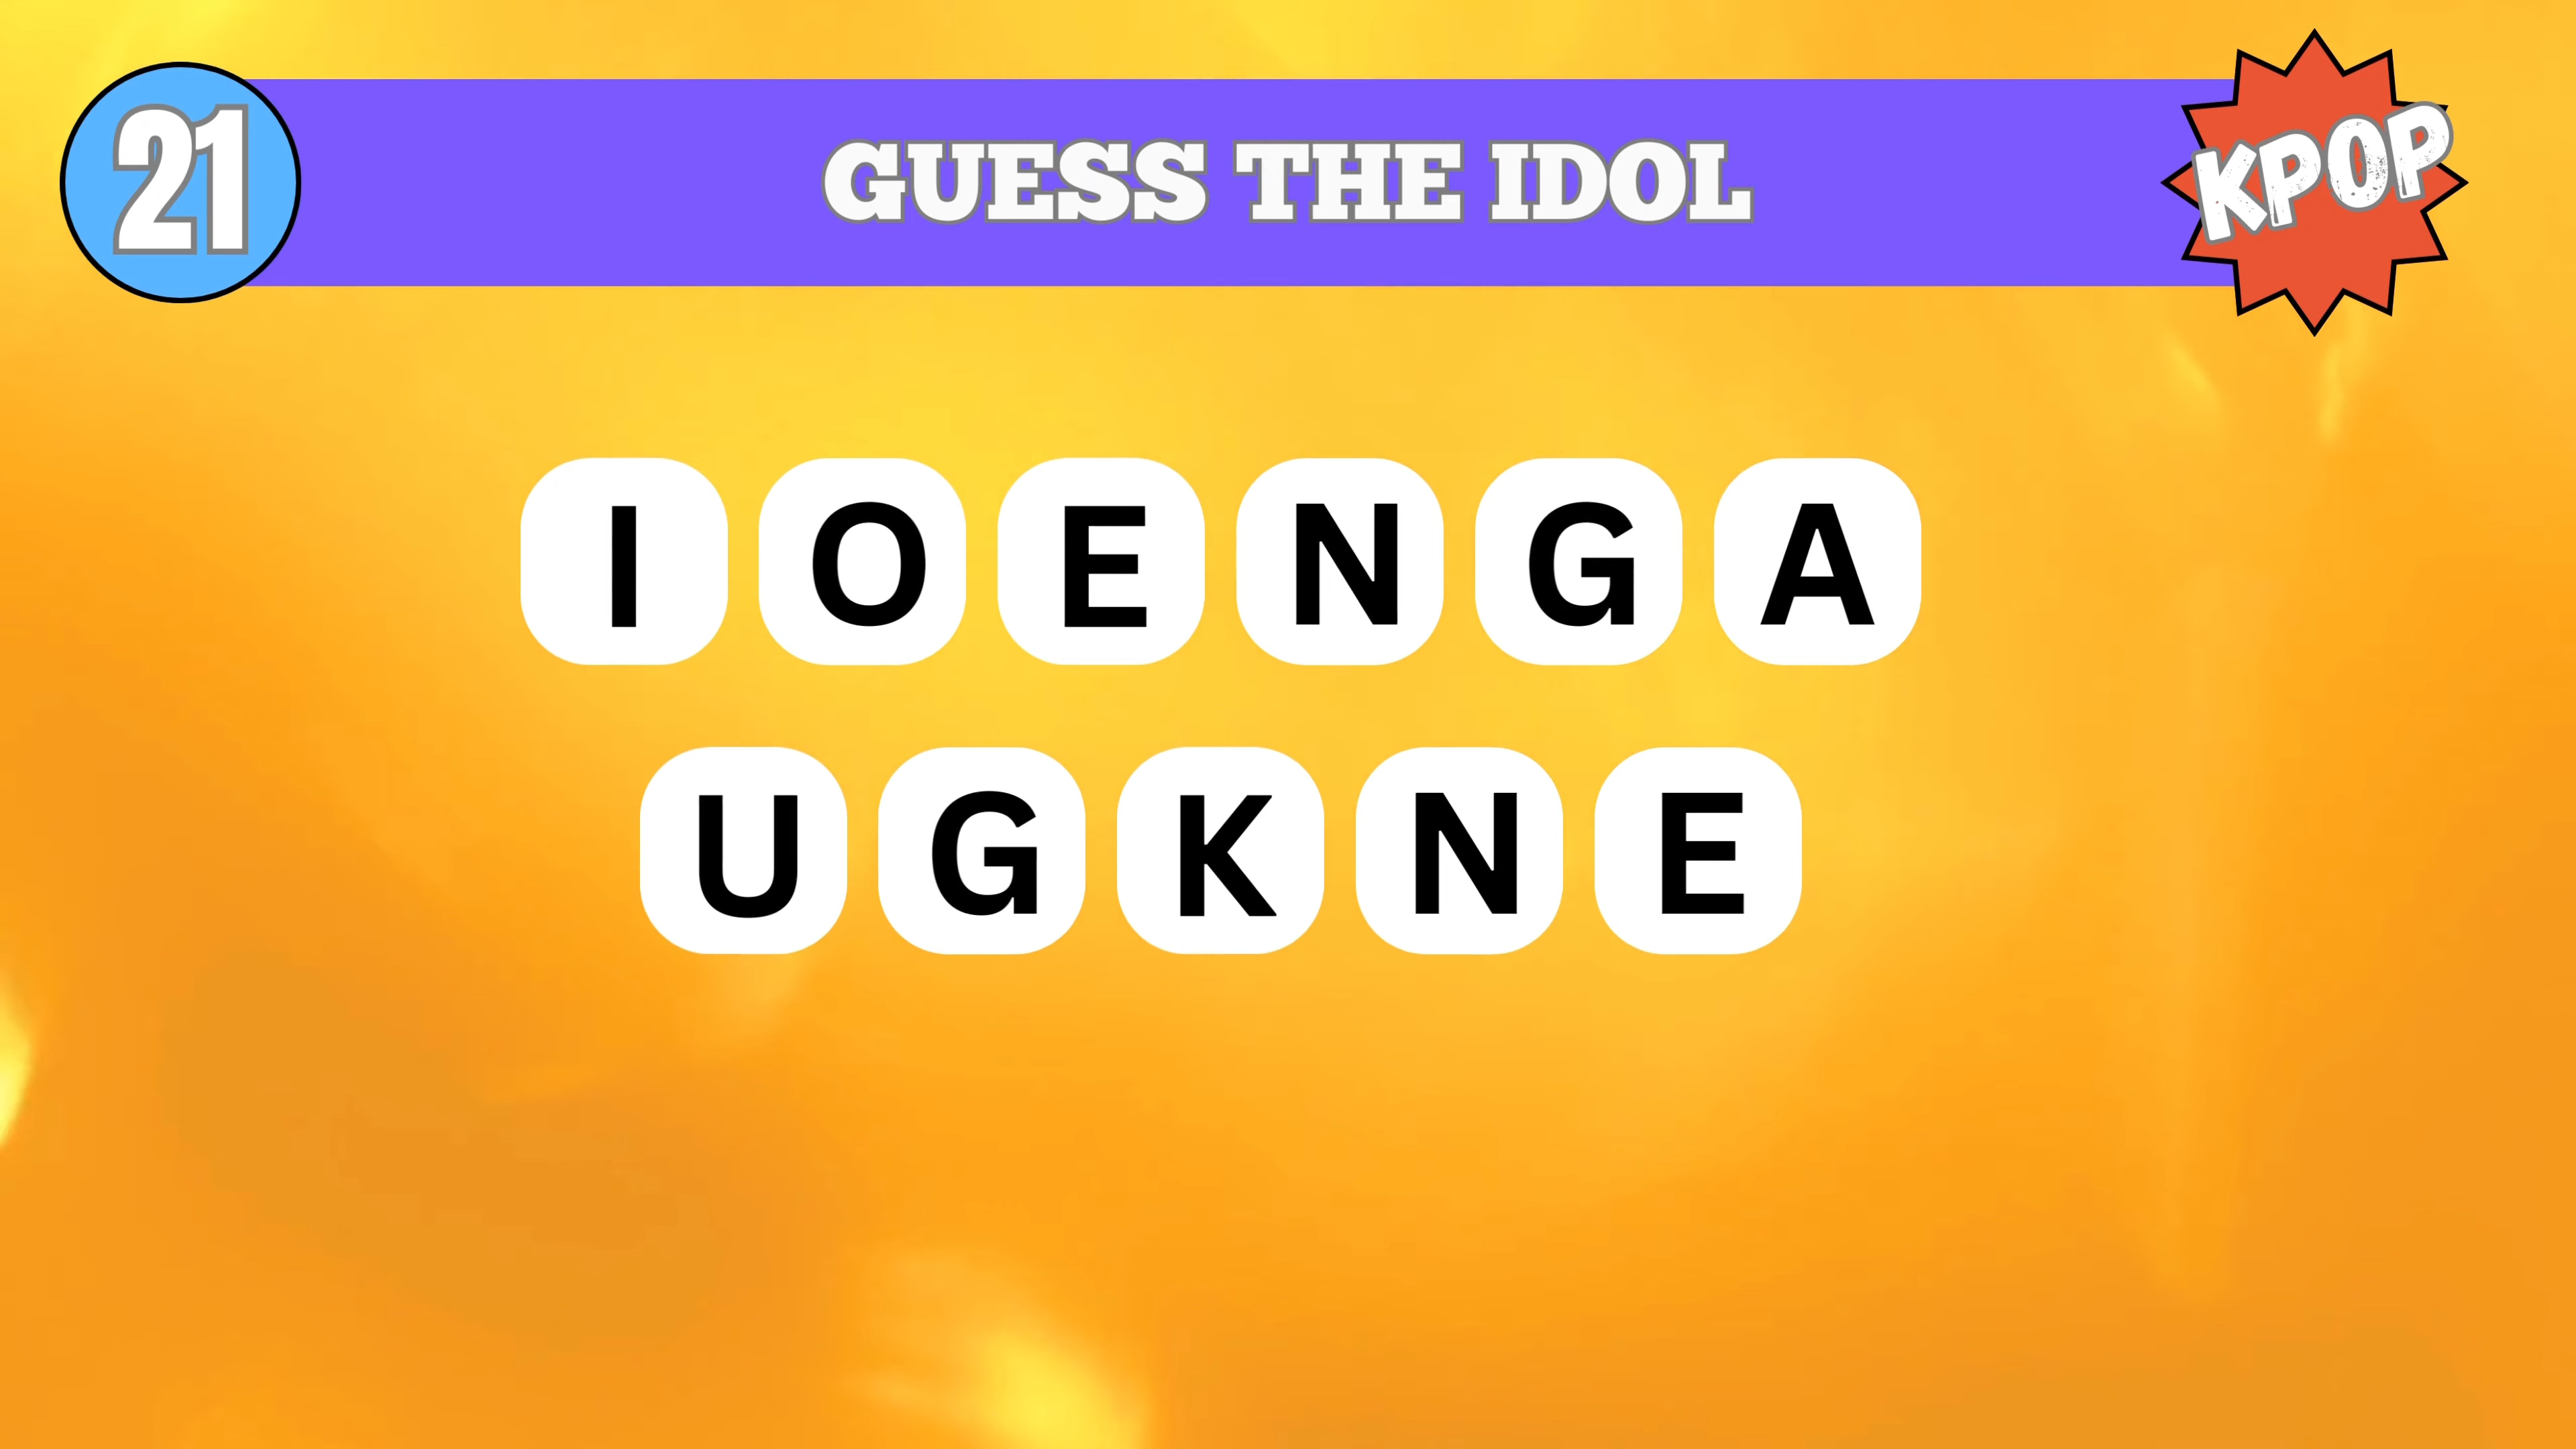 21
GUESS THE IDOL
KPOP
I O E N G A
U G K N E